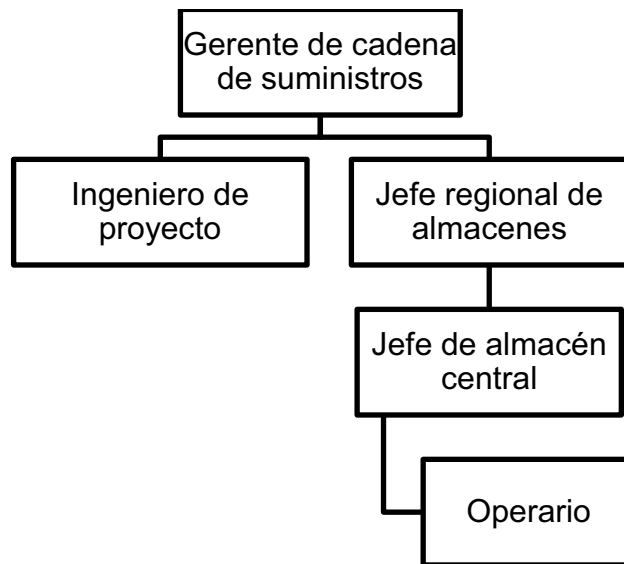 Gerente de cadena
de suministros
Ingeniero de
proyecto
Jefe regional de
almacenes
Jefe de almacén
central
Operario